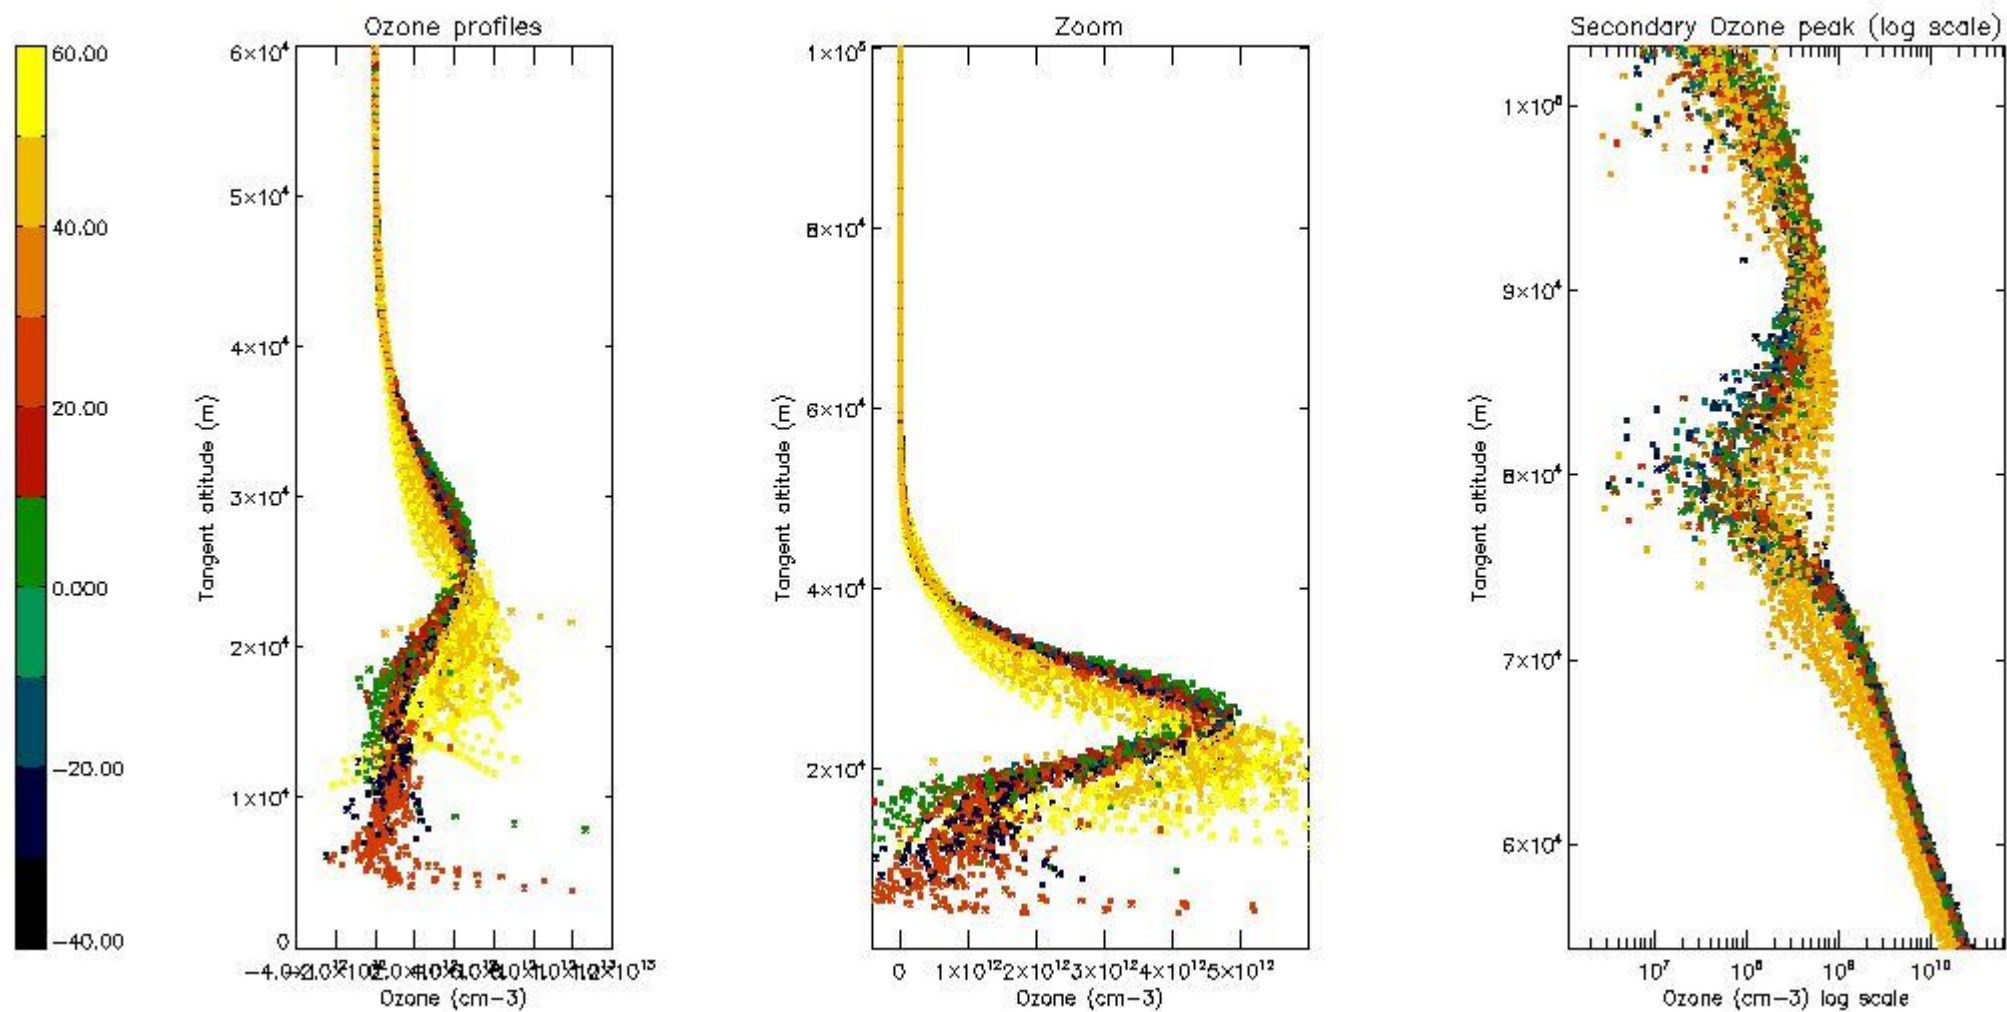 Ozone profiles
Zoom
Secondary Ozone peak (log scale)
60.00
40.00
20.00
0.000
−20.00
−40.00
6×10⁴
5×10⁴
4×10⁴
3×10⁴
2×10⁴
1×10⁴
0
Tangent altitude (m)
Ozone (cm−3)
1×10⁵
8×10⁴
6×10⁴
4×10⁴
2×10⁴
Tangent altitude (m)
0 1×10¹² 2×10¹² 3×10¹² 4×10¹² 5×10¹²
Ozone (cm−3)
9×10⁴
8×10⁴
7×10⁴
6×10⁴
Tangent altitude (m)
10⁷ 10⁸ 10⁹ 10¹⁰
Ozone (cm−3) log scale